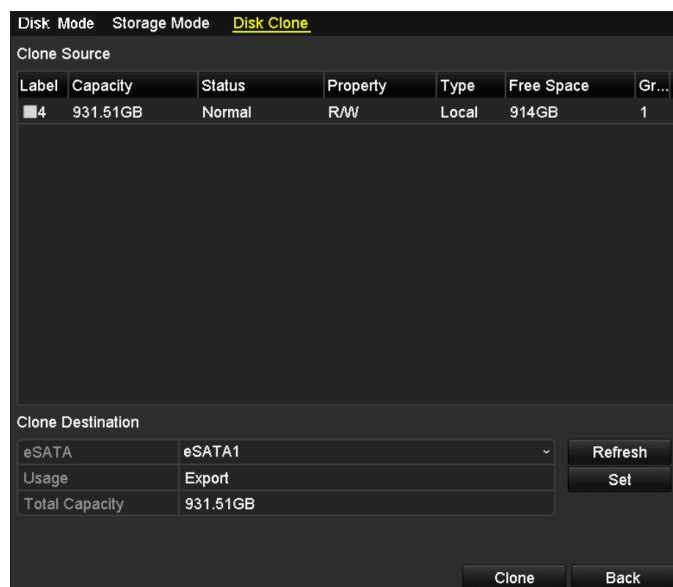 Disk Mode Storage Mode Disk Clone
Clone Source
Label Capacity Status Property Type Free Space Gr...
4 931.51GB Normal R/W Local 914GB 1
Clone Destination
eSATA eSATA1 Refresh
Usage Export Set
Total Capacity 931.51GB
Clone Back